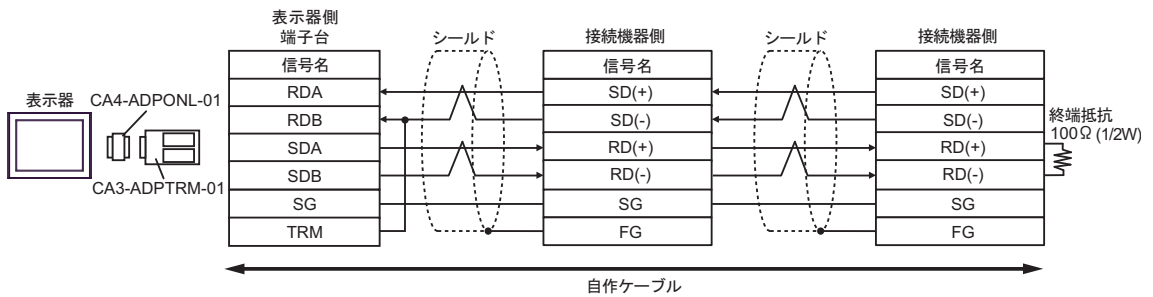 表示器
CA4-ADPONL-01
CA3-ADPTRM-01
表示器側
端子台
信号名
RDA
RDB
SDA
SDB
SG
TRM
シールド
接続機器側
信号名
SD(+)
SD(-)
RD(+)
RD(-)
SG
FG
シールド
接続機器側
信号名
SD(+)
SD(-)
RD(+)
RD(-)
SG
FG
終端抵抗
100Ω (1/2W)
自作ケーブル